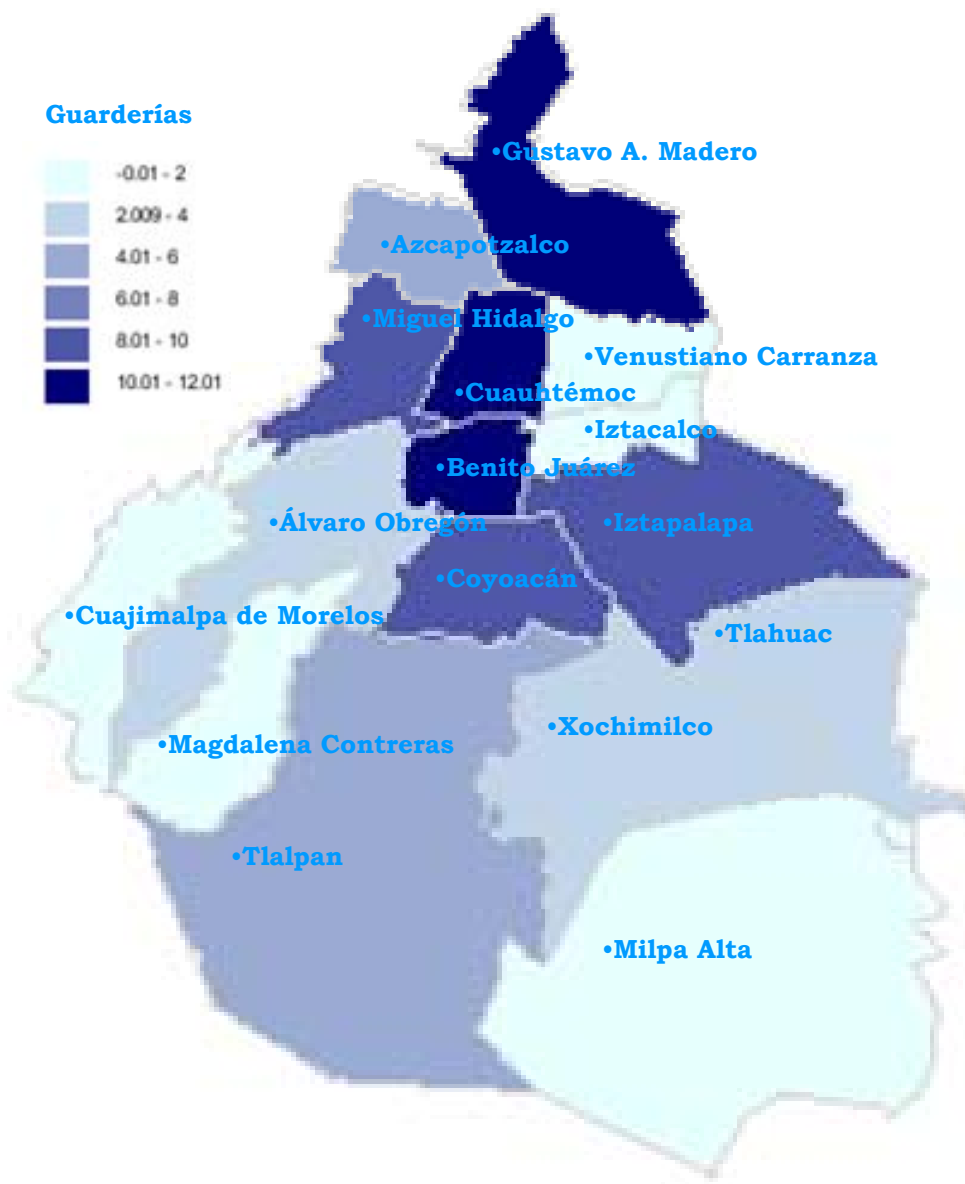 Guarderías
-0.01 - 2
2.009 - 4
4.01 - 6
6.01 - 8
8.01 - 10
10.01 - 12.01
•Gustavo A. Madero
•Azcapotzalco
•Miguel Hidalgo
•Venustiano Carranza
•Cuauhtémoc
•Iztacalco
•Benito Juárez
•Álvaro Obregón
•Iztapalapa
•Coyoacán
•Cuajimalpa de Morelos
•Tlahuac
•Xochimilco
•Magdalena Contreras
•Tlalpan
•Milpa Alta